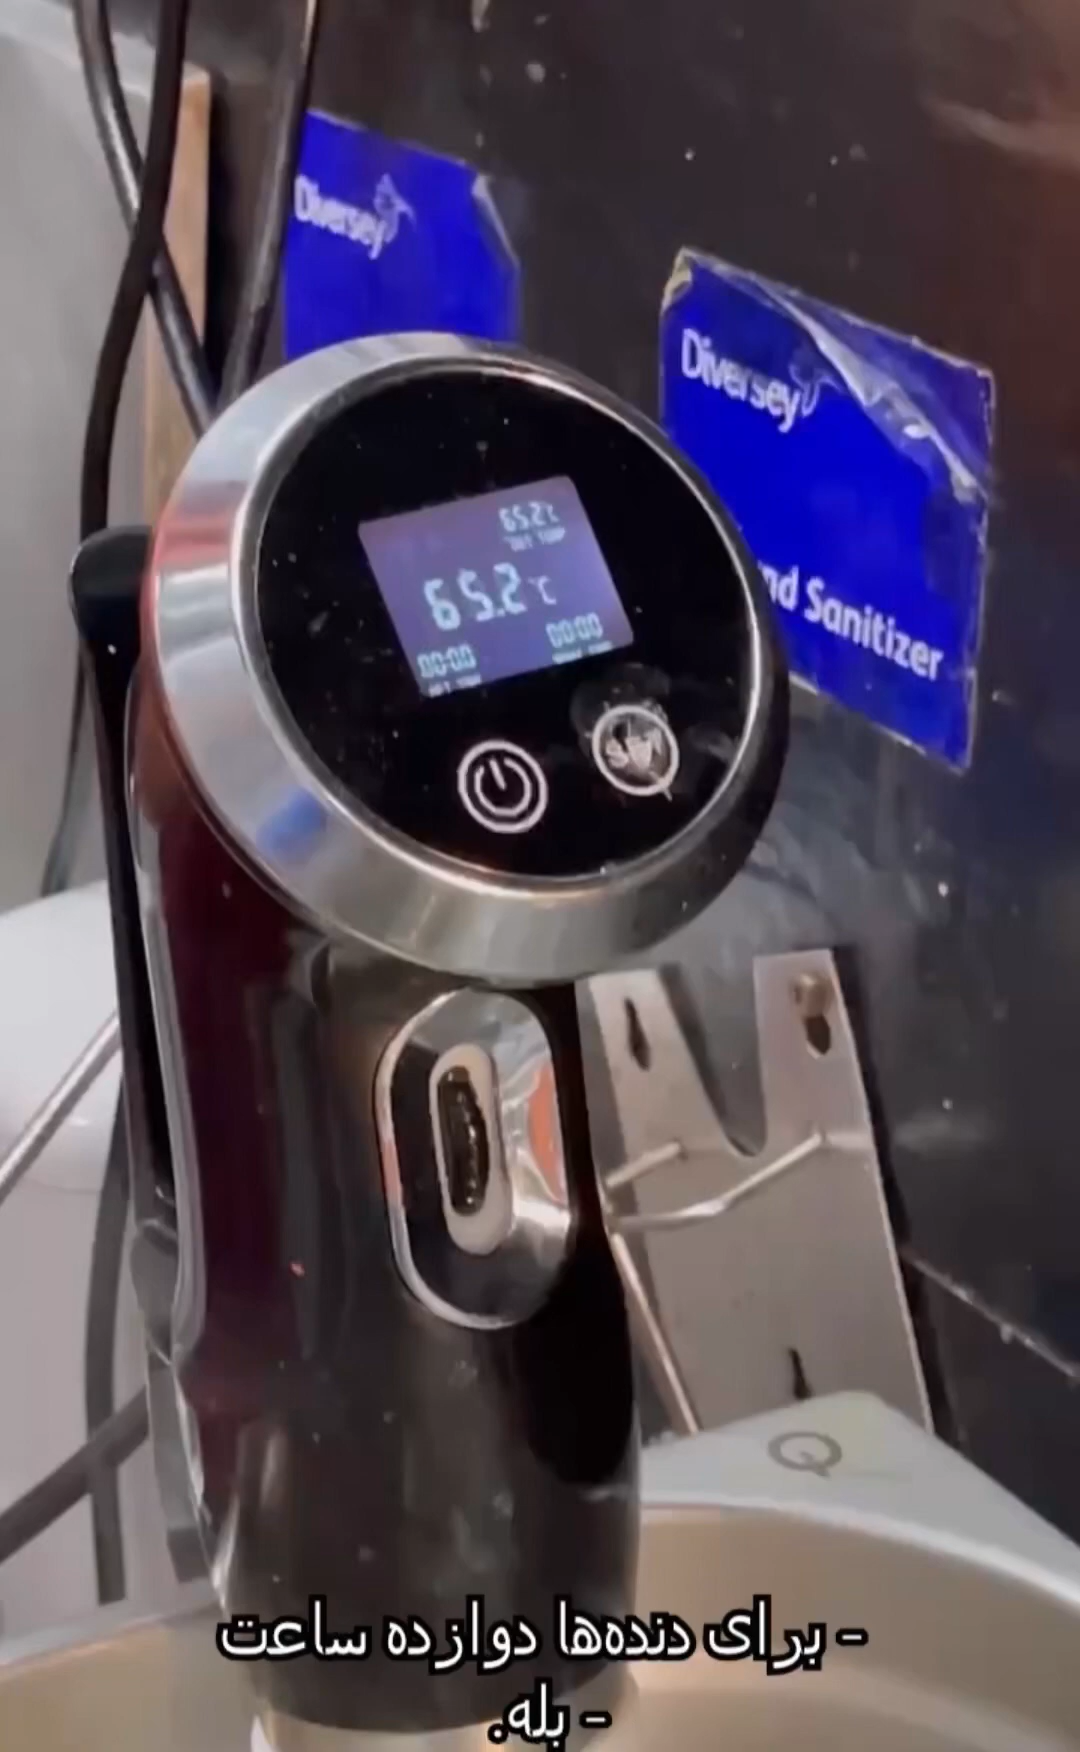 Diversey
Diversey
nd Sanitizer
65.2℃
65.2℃
00:00
00:00
- برای دنده‌ها دوازده ساعت
- بله.